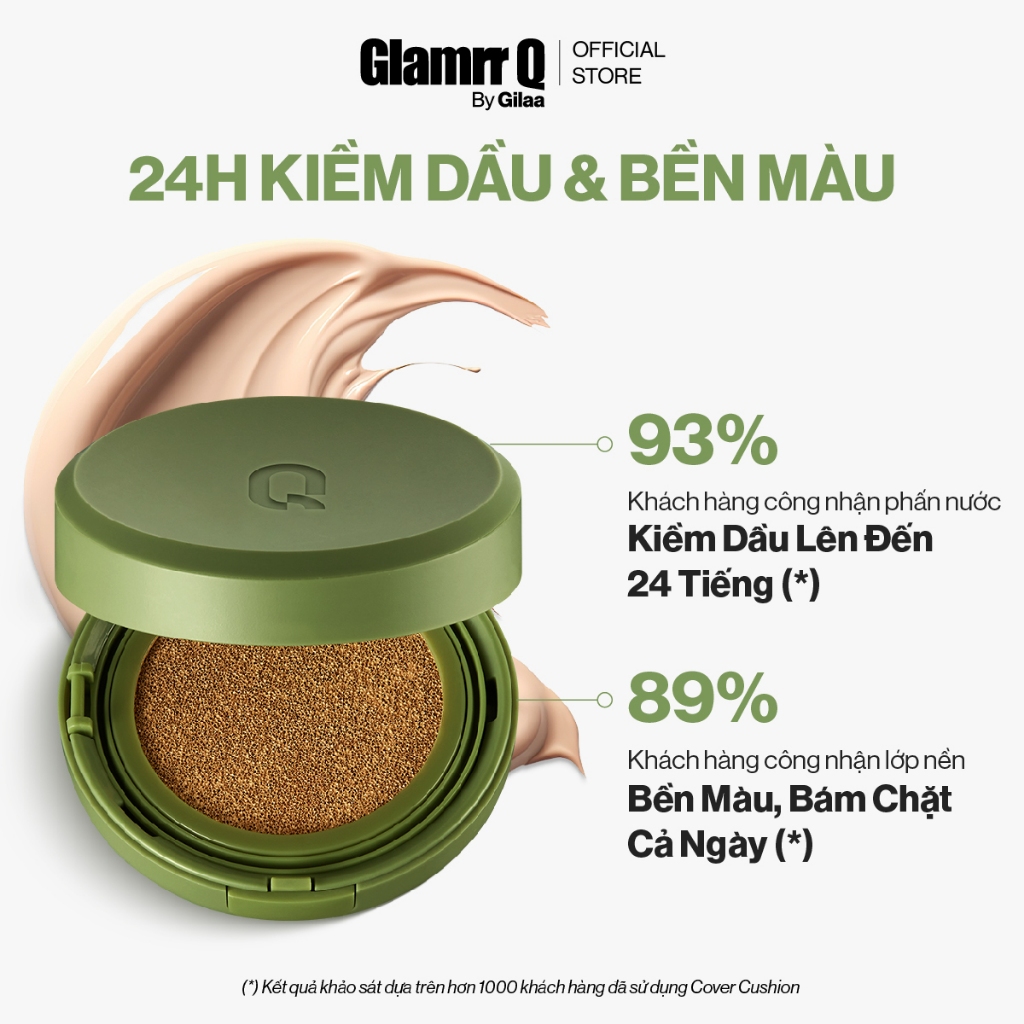 Glamrr Q
By Gilaa
OFFICIAL
STORE
24H KIỀM DẦU & BỀN MÀU
93%
Khách hàng công nhận phấn nước
Kiềm Dầu Lên Đến
24 Tiếng (*)
89%
Khách hàng công nhận lớp nền
Bền Màu, Bám Chặt
Cả Ngày (*)
(*) Kết quả khảo sát dựa trên hơn 1000 khách hàng đã sử dụng Cover Cushion